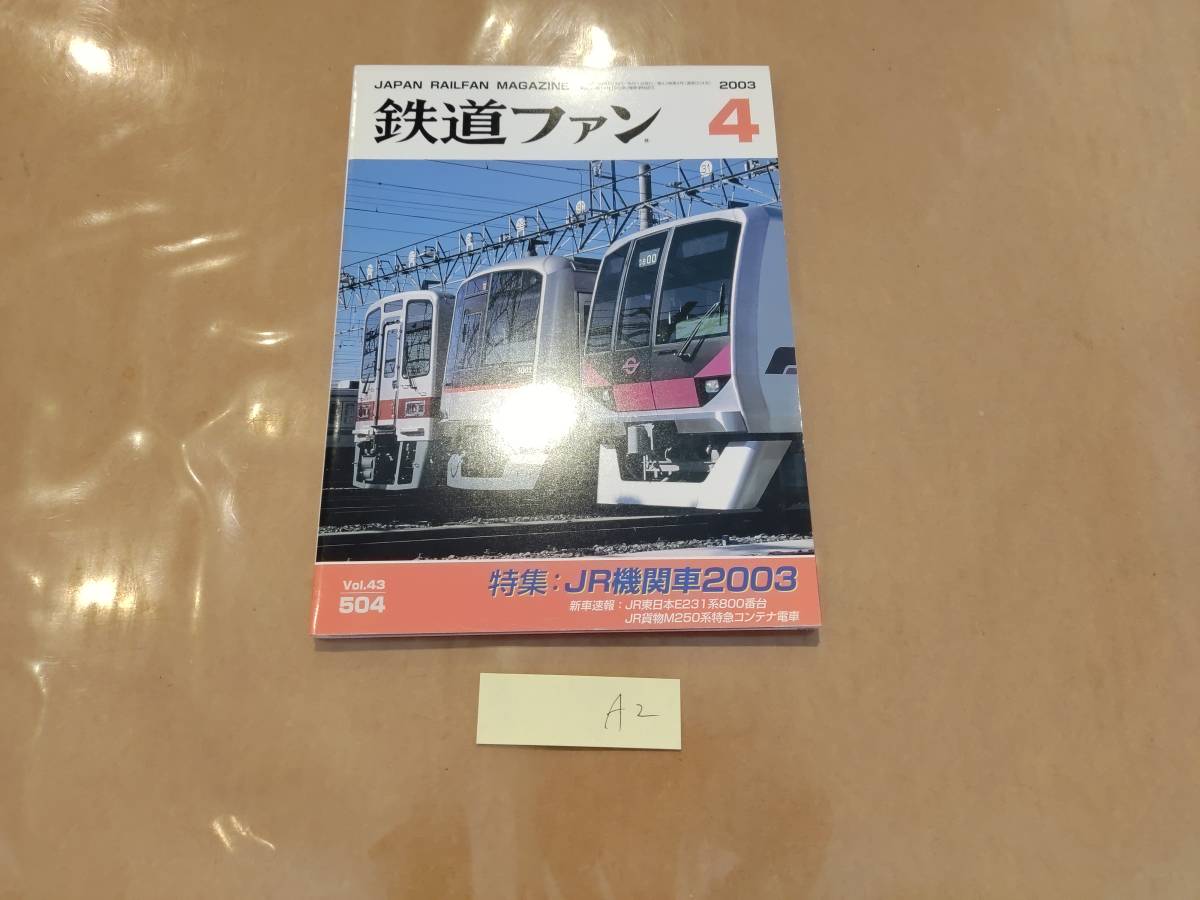 JAPAN RAILFAN MAGAZINE
2003
鉄道ファン
4
Vol.43
504
特集：JR機関車2003
新車速報：JR東日本E231系800番台
JR貨物M250系特急コンテナ電車
A2